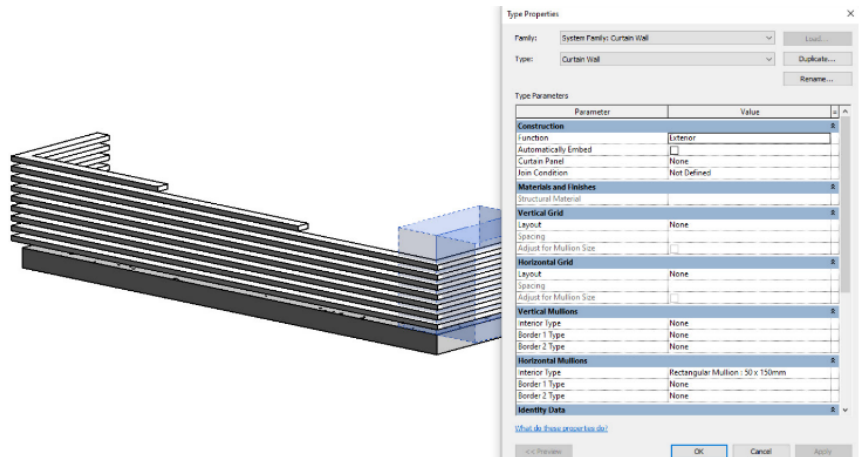 Type Properties
Family: System Family: Curtain Wall Load...
Type: Curtain Wall Duplicate...
Rename...
Type Parameters
Parameter Value =
Construction
Function Exterior
Automatically Embed
Curtain Panel None
Join Condition Not Defined
Materials and Finishes
Structural Material
Vertical Grid
Layout None
Spacing
Adjust for Mullion Size
Horizontal Grid
Layout None
Spacing
Adjust for Mullion Size
Vertical Mullions
Interior Type None
Border 1 Type None
Border 2 Type None
Horizontal Mullions
Interior Type Rectangular Mullion : 50 x 150mm
Border 1 Type None
Border 2 Type None
Identity Data
What do these properties do?
<< Preview OK Cancel Apply